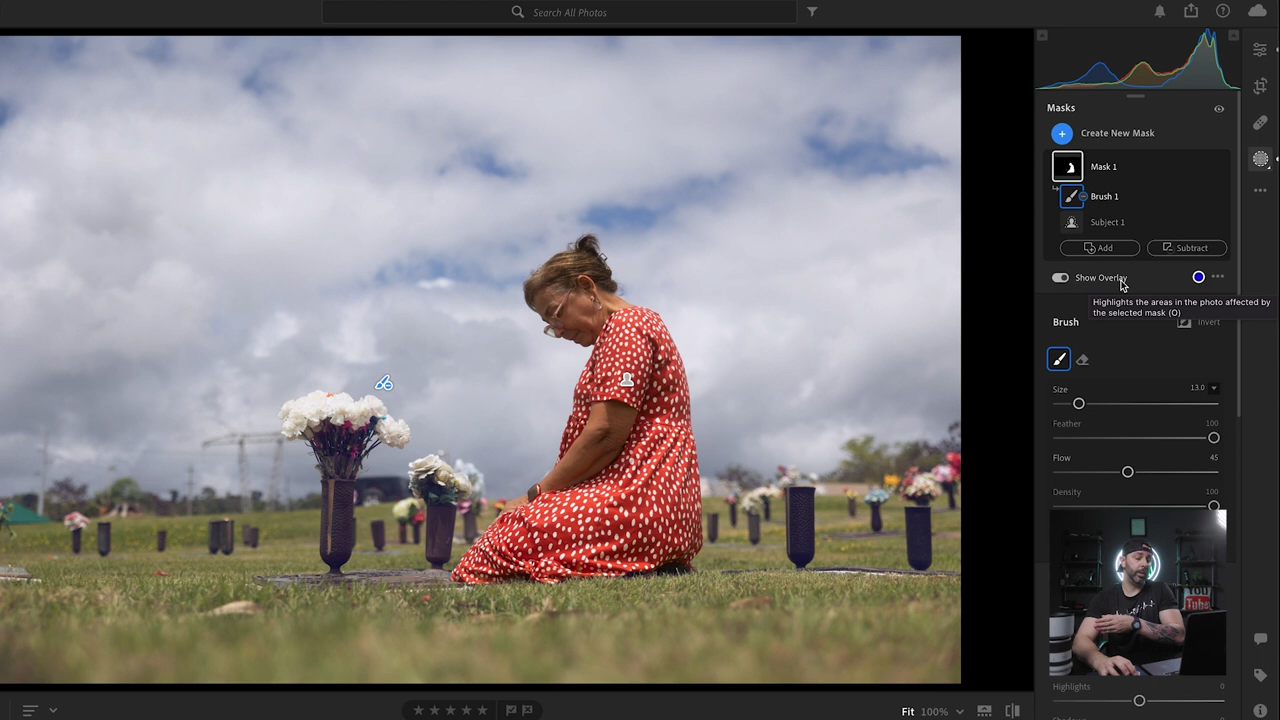 Search All Photos
Masks
Create New Mask
Mask 1
Brush 1
Subject 1
Add
Subtract
Show Overlay
Highlights the areas in the photo affected by
the selected mask (O)
Brush
Invert
Size
13.0
Feather
100
Flow
45
Density
100
You
Tube
Highlights
0
Fit
100%